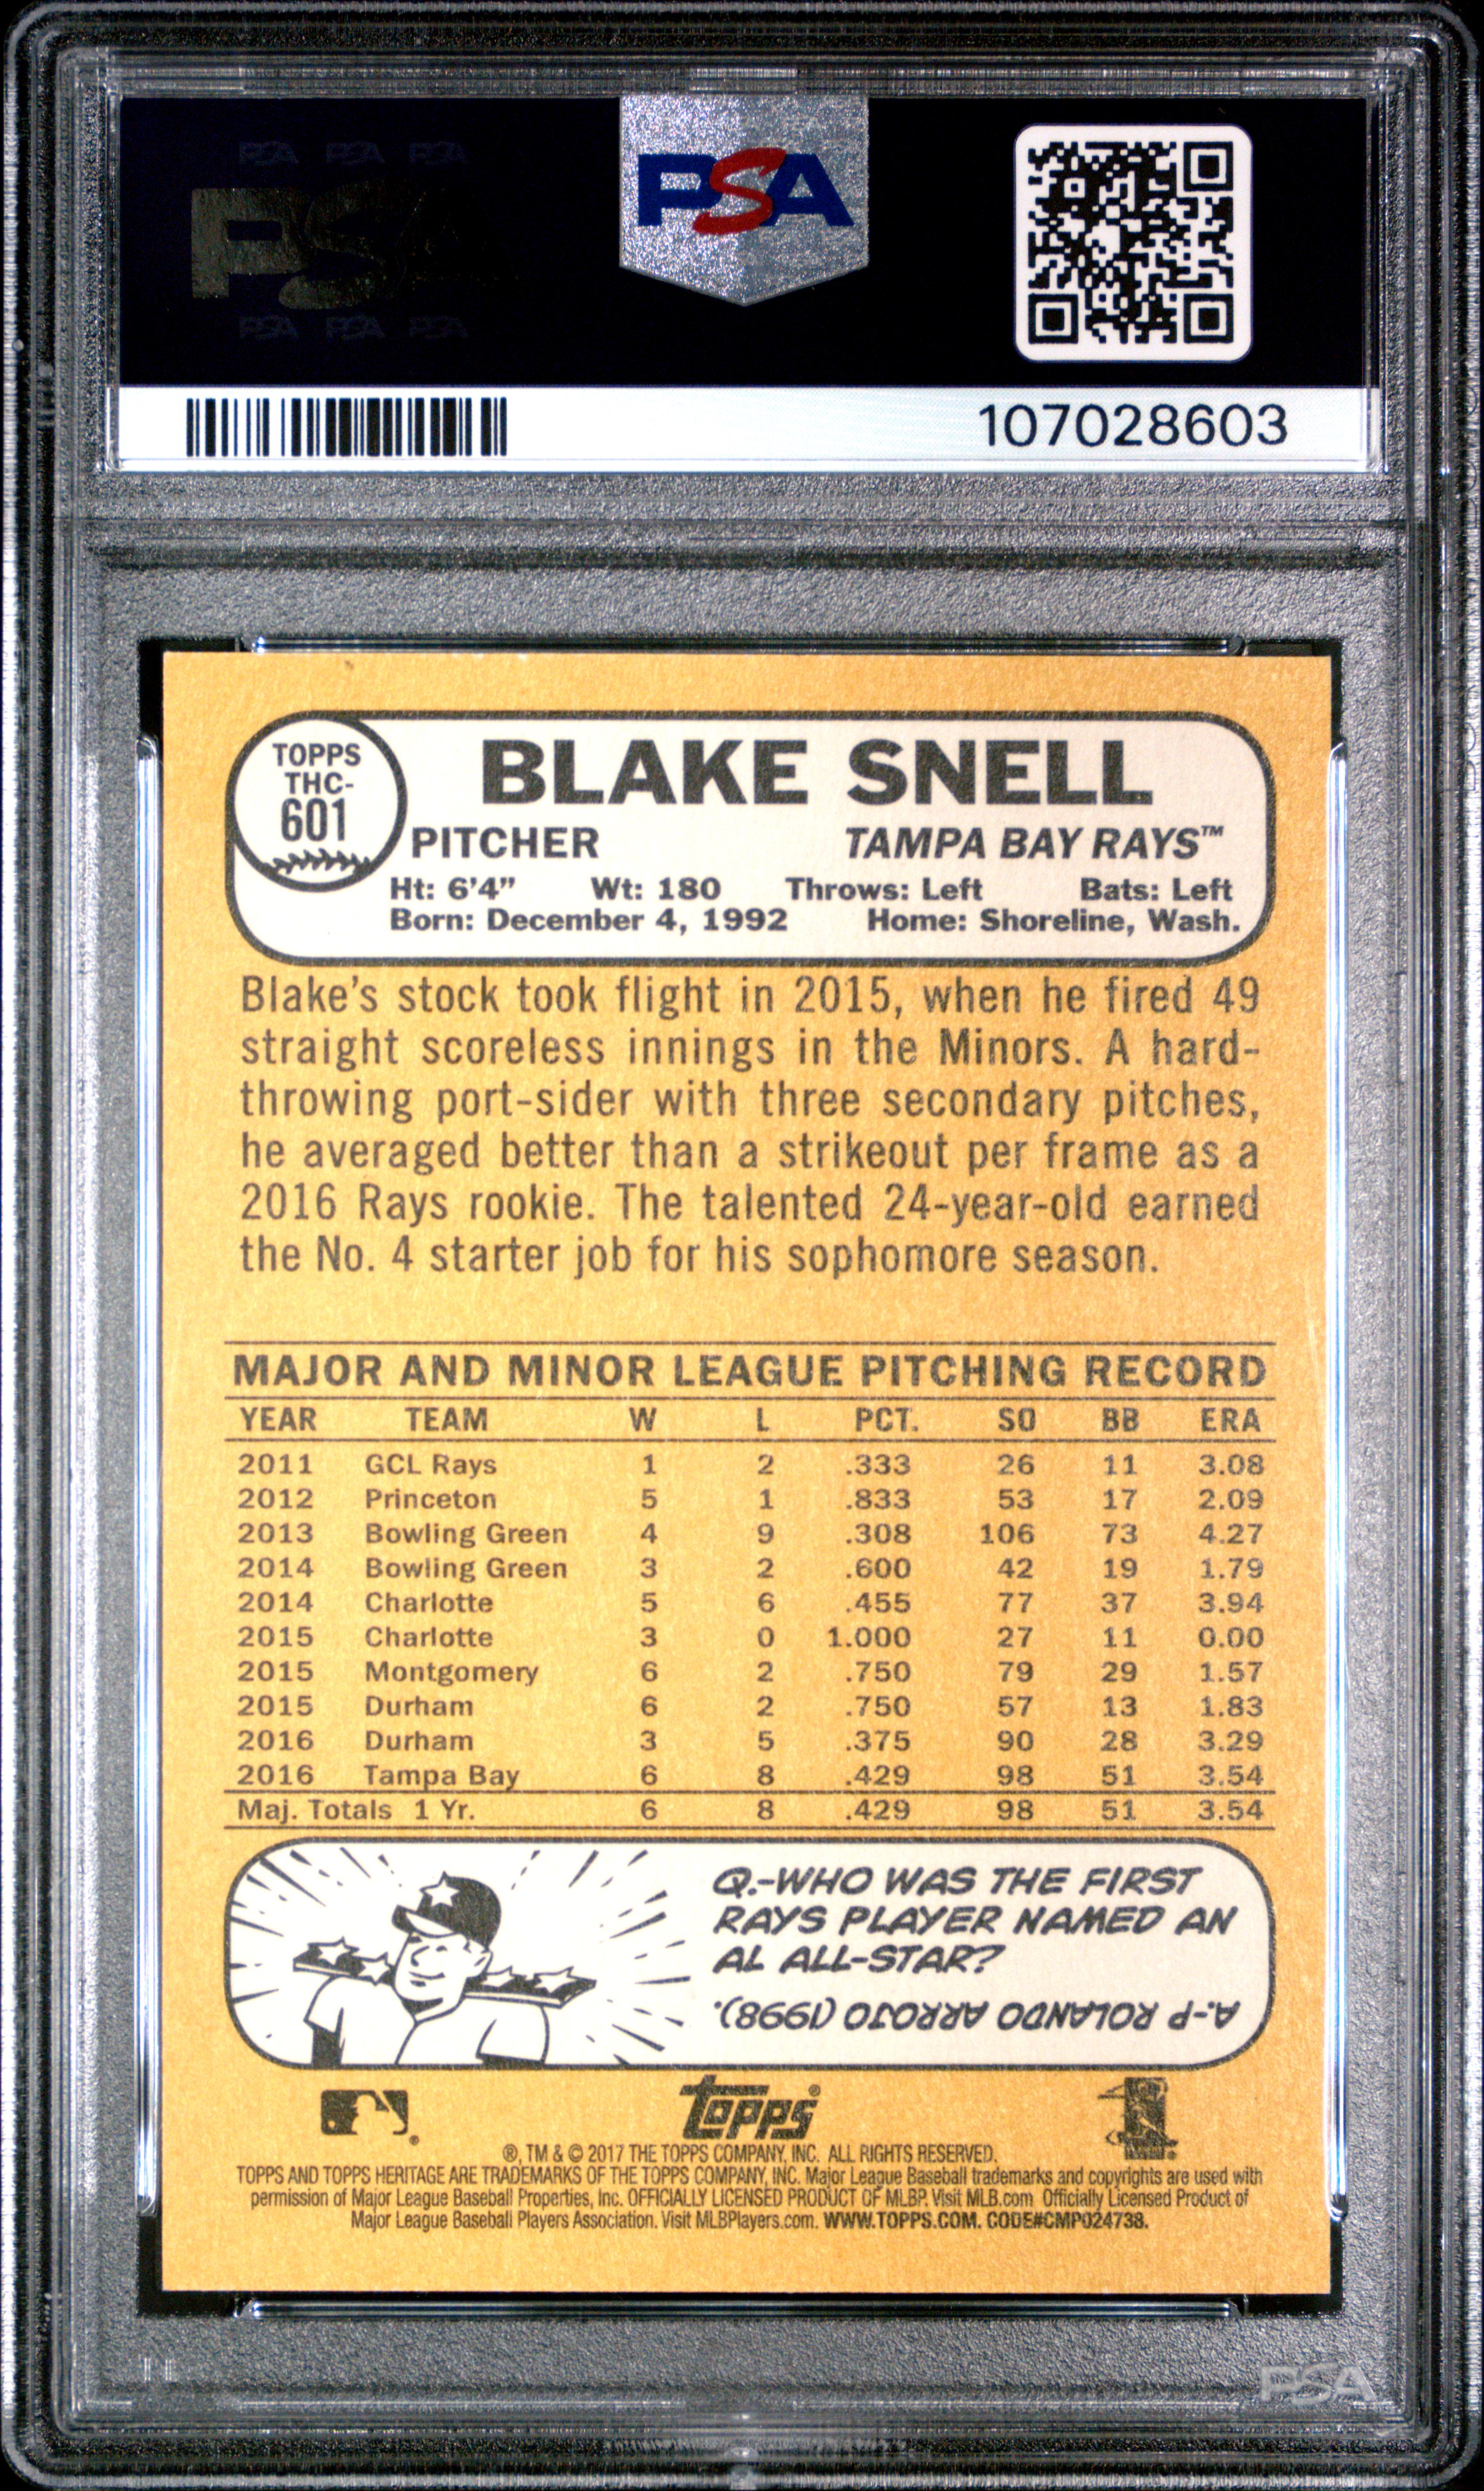 PSA PSA PSA
PSA
PSA PSA PSA
PSA
107028603
TOPPS
THC-
601
BLAKE SNELL
PITCHER TAMPA BAY RAYS™
Ht: 6'4" Wt: 180 Throws: Left Bats: Left
Born: December 4, 1992 Home: Shoreline, Wash.
Blake's stock took flight in 2015, when he fired 49
straight scoreless innings in the Minors. A hard-
throwing port-sider with three secondary pitches,
he averaged better than a strikeout per frame as a
2016 Rays rookie. The talented 24-year-old earned
the No. 4 starter job for his sophomore season.
MAJOR AND MINOR LEAGUE PITCHING RECORD
YEAR TEAM W L PCT. SO BB ERA
2011 GCL Rays 1 2 .333 26 11 3.08
2012 Princeton 5 1 .833 53 17 2.09
2013 Bowling Green 4 9 .308 106 73 4.27
2014 Bowling Green 3 2 .600 42 19 1.79
2014 Charlotte 5 6 .455 77 37 3.94
2015 Charlotte 3 0 1.000 27 11 0.00
2015 Montgomery 6 2 .750 79 29 1.57
2015 Durham 6 2 .750 57 13 1.83
2016 Durham 3 5 .375 90 28 3.29
2016 Tampa Bay 6 8 .429 98 51 3.54
Maj. Totals 1 Yr. 6 8 .429 98 51 3.54
Q.-WHO WAS THE FIRST
RAYS PLAYER NAMED AN
AL ALL-STAR?
A.-P ROLANDO ARROJO (1998).
topps®
®, TM & © 2017 THE TOPPS COMPANY, INC. ALL RIGHTS RESERVED.
TOPPS AND TOPPS HERITAGE ARE TRADEMARKS OF THE TOPPS COMPANY, INC. Major League Baseball trademarks and copyrights are used with
permission of Major League Baseball Properties, Inc. OFFICIALLY LICENSED PRODUCT OF MLBP. Visit MLB.com Officially Licensed Product of
Major League Baseball Players Association. Visit MLBPlayers.com. WWW.TOPPS.COM. CODE#CMP024738.
PSA